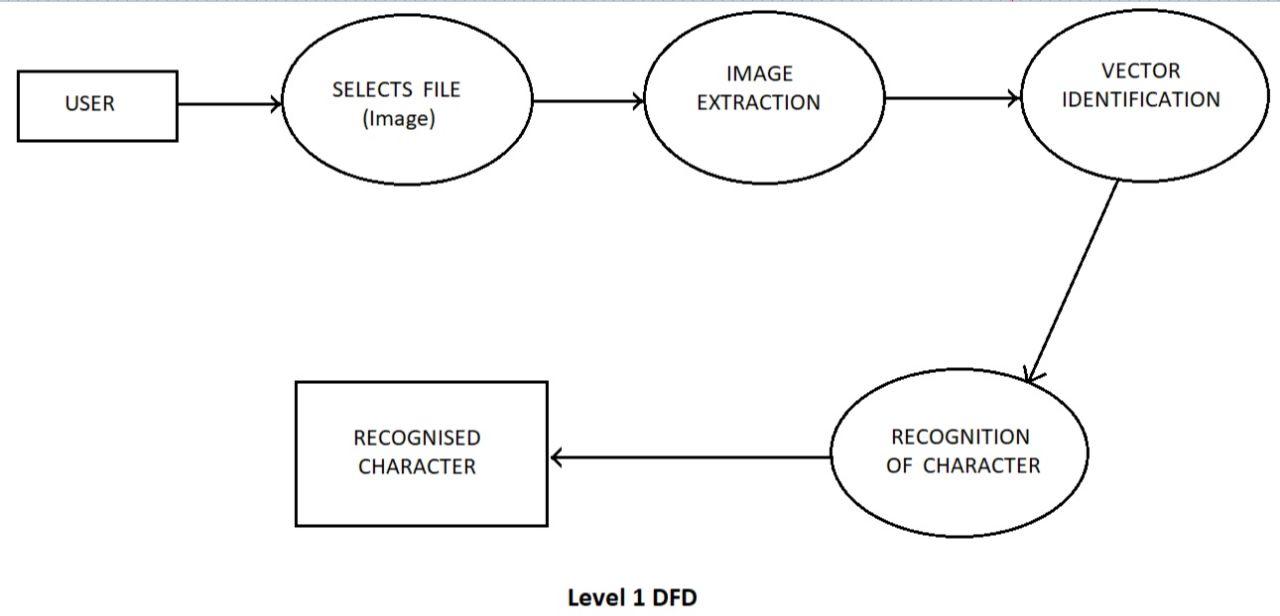 USER
SELECTS FILE
(Image)
IMAGE
EXTRACTION
VECTOR
IDENTIFICATION
RECOGNITION
OF CHARACTER
RECOGNISED
CHARACTER
Level 1 DFD